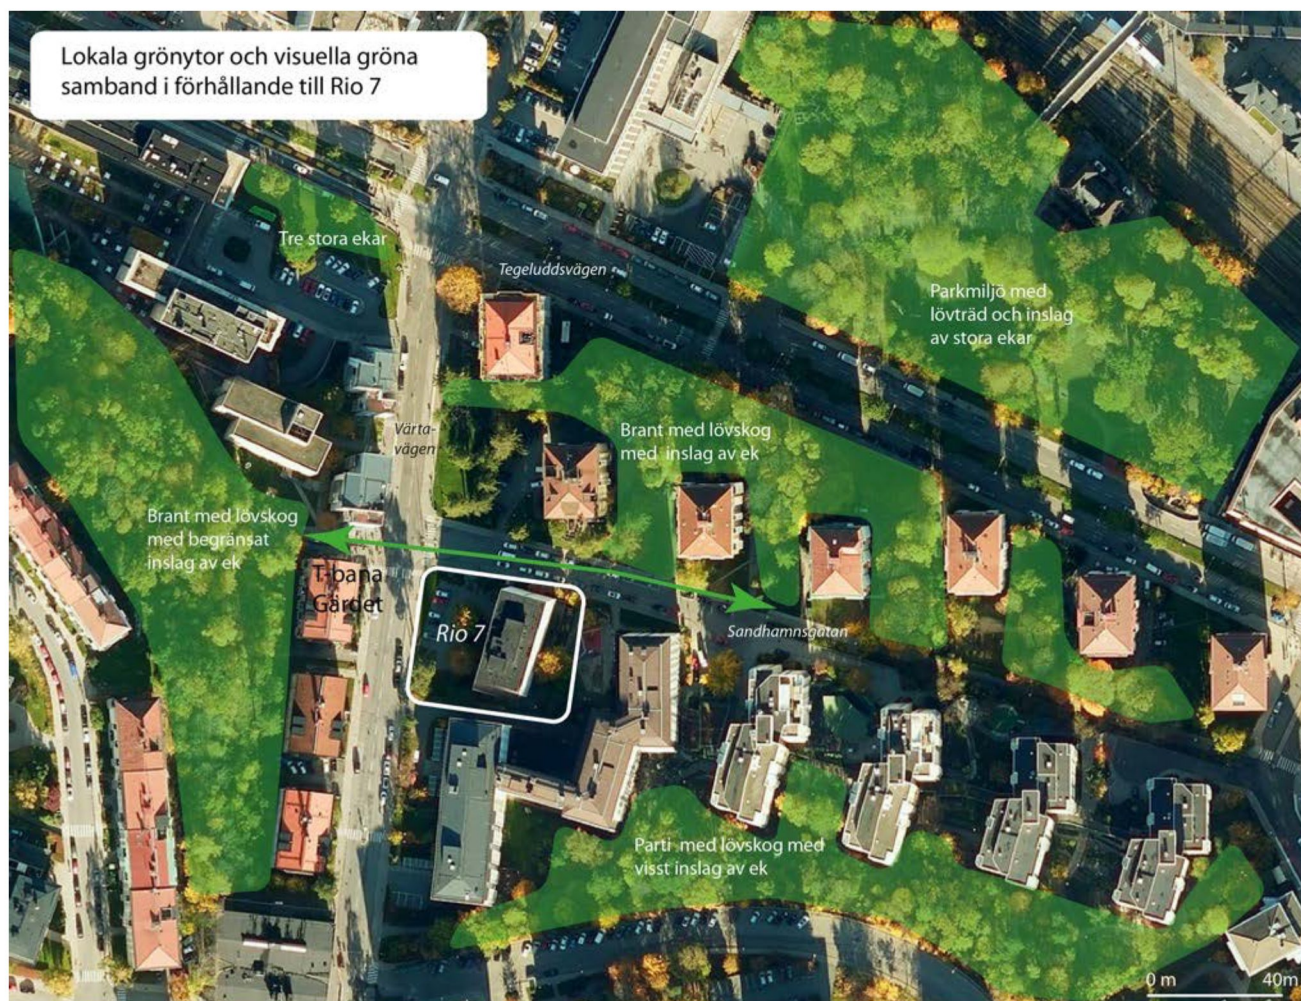 Lokala grönytor och visuella gröna
samband i förhållande till Rio 7
Tre stora ekar
Tegeluddsvägen
Parkmiljö med
lövträd och inslag
av stora ekar
Värta-
vägen
Brant med lövskog
med inslag av ek
Brant med lövskog
med begränsat
inslag av ek
T-bana
Gärdet
Rio 7
Sandhamnsgatan
Parti med lövskog med
visst inslag av ek
0 m
40m